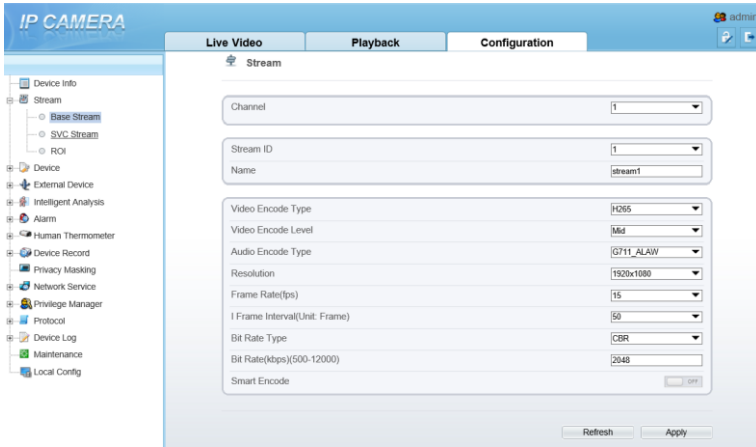 IP CAMERA
admin
Live Video Playback Configuration
Device Info
Stream
Base Stream
SVC Stream
ROI
Device
External Device
Intelligent Analysis
Alarm
Human Thermometer
Device Record
Privacy Masking
Network Service
Privilege Manager
Protocol
Device Log
Maintenance
Local Config
Stream
Channel 1
Stream ID 1
Name stream1
Video Encode Type H265
Video Encode Level Mid
Audio Encode Type G711_ALAW
Resolution 1920x1080
Frame Rate(fps) 15
I Frame Interval(Unit: Frame) 50
Bit Rate Type CBR
Bit Rate(kbps)(500-12000) 2048
Smart Encode OFF
Refresh Apply